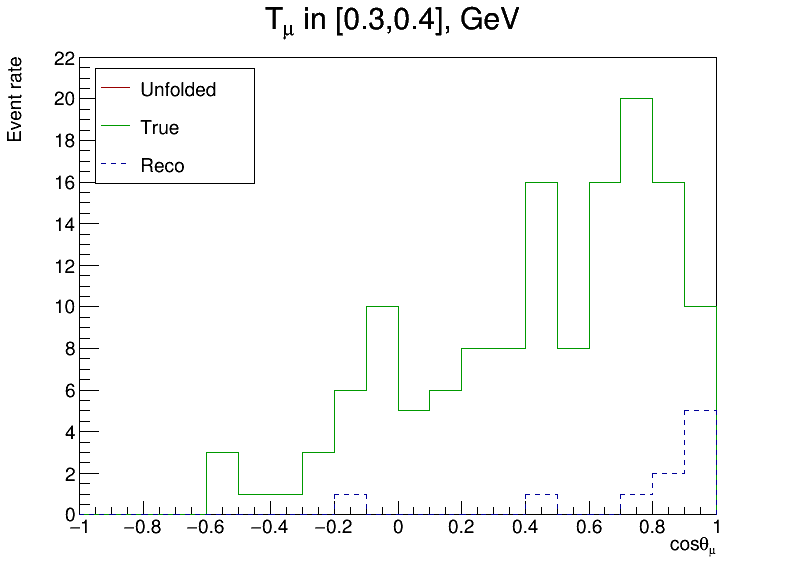 T_μ in [0.3,0.4], GeV
Event rate
Unfolded
True
Reco
22
20
18
16
14
12
10
8
6
4
2
0
−1 −0.8 −0.6 −0.4 −0.2 0 0.2 0.4 0.6 0.8 1
cosθ_μ